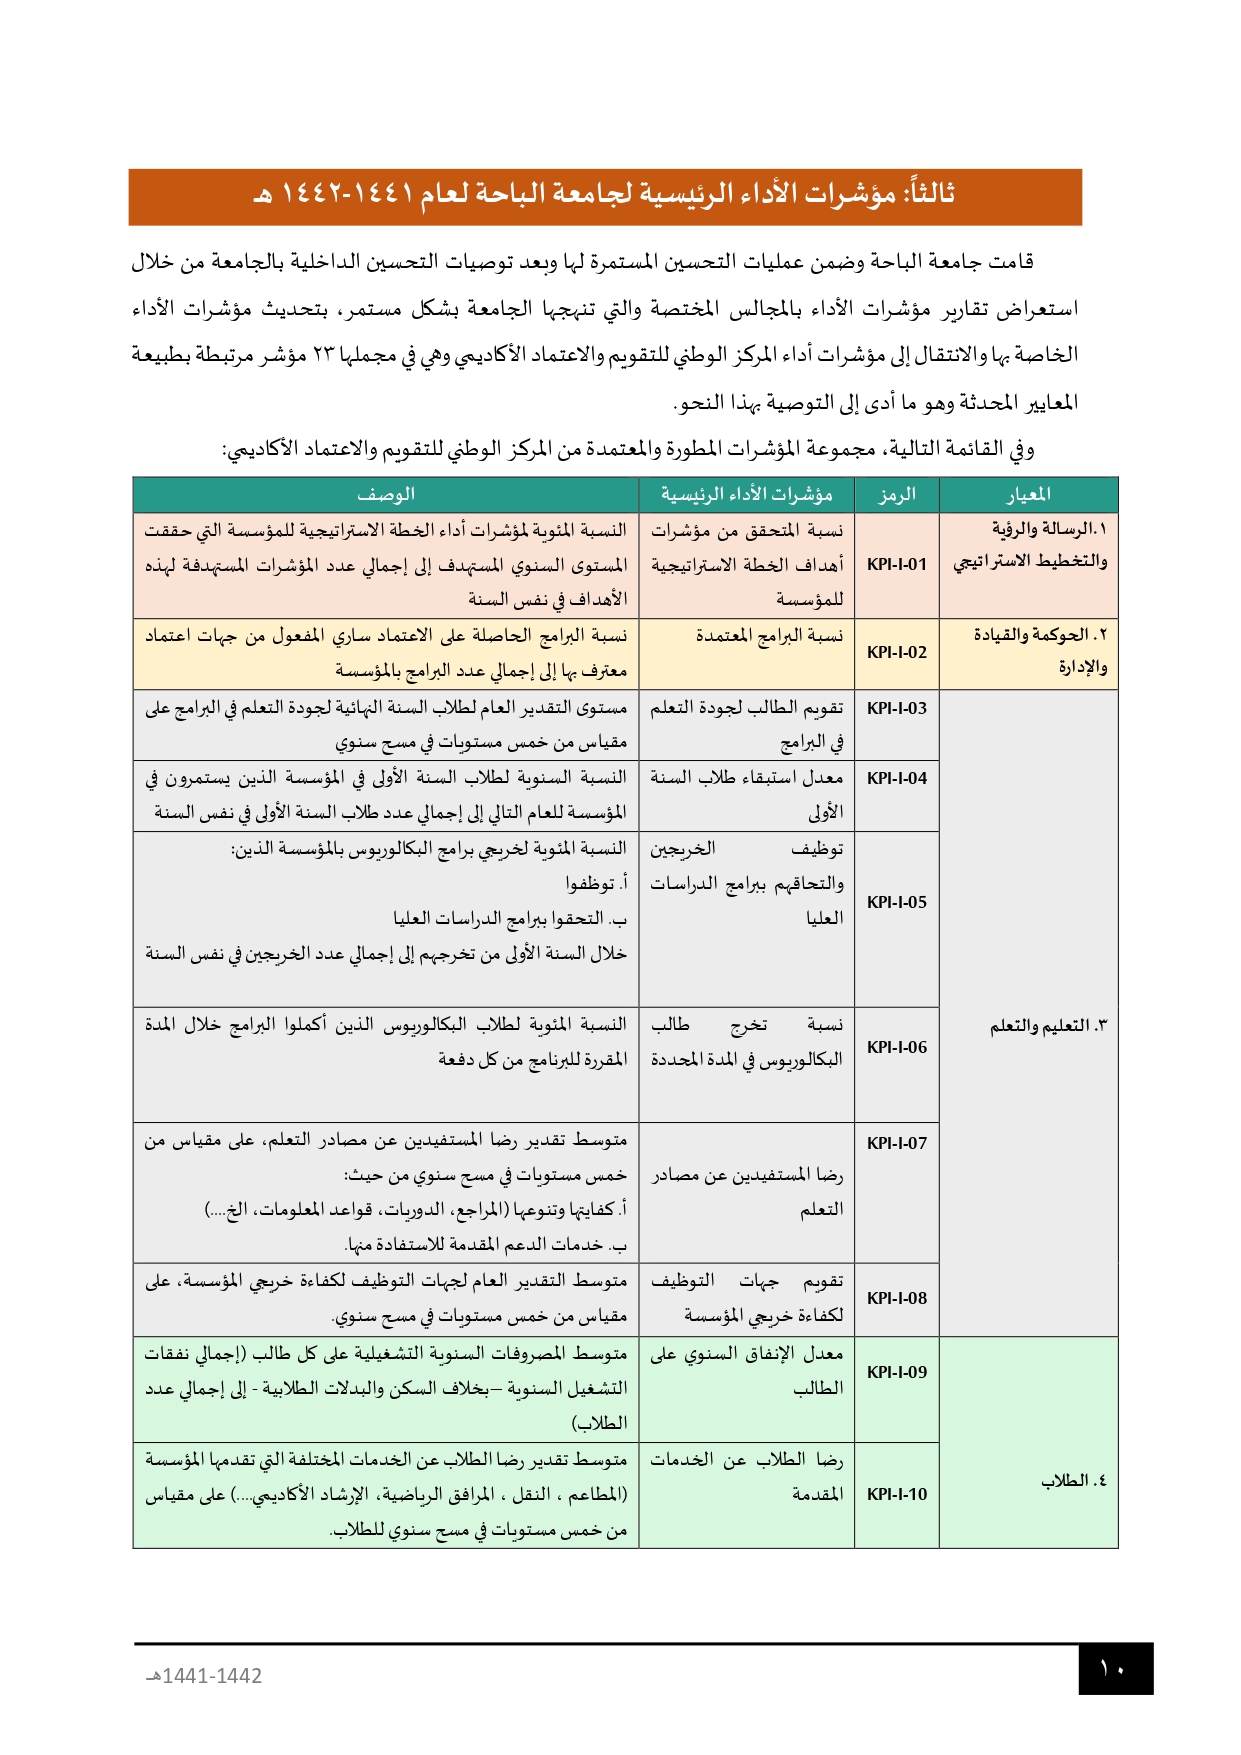 ثالثاً: مؤشرات الأداء الرئيسية لجامعة الباحة لعام ١٤٤١-١٤٤٢ هـ
قامت جامعة الباحة وضمن عمليات التحسين المستمرة لها وبعد توصيات التحسين الداخلية بالجامعة من خلال
استعراض تقارير مؤشرات الأداء بالمجالس المختصة والتي تنهجها الجامعة بشكل مستمر، بتحديث مؤشرات الأداء
الخاصة بها والانتقال إلى مؤشرات أداء المركز الوطني للتقويم والاعتماد الأكاديمي وهي في مجملها ٢٣ مؤشر مرتبطة بطبيعة
المعايير المحدثة وهو ما أدى إلى التوصية بهذا النحو.
وفي القائمة التالية، مجموعة المؤشرات المطورة والمعتمدة من المركز الوطني للتقويم والاعتماد الأكاديمي:
المعيار
الرمز
مؤشرات الأداء الرئيسية
الوصف
١.الرسالة والرؤية
والتخطيط الاستراتيجي
KPI-I-01
نسبة المتحقق من مؤشرات
أهداف الخطة الاستراتيجية
للمؤسسة
النسبة المئوية لمؤشرات أداء الخطة الاستراتيجية للمؤسسة التي حققت
المستوى السنوي المستهدف إلى إجمالي عدد المؤشرات المستهدفة لهذه
الأهداف في نفس السنة
٢. الحوكمة والقيادة
والإدارة
KPI-I-02
نسبة البرامج المعتمدة
نسبة البرامج الحاصلة على الاعتماد ساري المفعول من جهات اعتماد
معترف بها إلى إجمالي عدد البرامج بالمؤسسة
٣. التعليم والتعلم
KPI-I-03
تقويم الطالب لجودة التعلم
في البرامج
مستوى التقدير العام لطلاب السنة النهائية لجودة التعلم في البرامج على
مقياس من خمس مستويات في مسح سنوي
KPI-I-04
معدل استبقاء طلاب السنة
الأولى
النسبة السنوية لطلاب السنة الأولى في المؤسسة الذين يستمرون في
المؤسسة للعام التالي إلى إجمالي عدد طلاب السنة الأولى في نفس السنة
KPI-I-05
توظيف الخريجين
والتحاقهم ببرامج الدراسات
العليا
النسبة المئوية لخريجي برامج البكالوريوس بالمؤسسة الذين:
أ. توظفوا
ب. التحقوا ببرامج الدراسات العليا
خلال السنة الأولى من تخرجهم إلى إجمالي عدد الخريجين في نفس السنة
KPI-I-06
نسبة تخرج طالب
البكالوريوس في المدة المحددة
النسبة المئوية لطلاب البكالوريوس الذين أكملوا البرامج خلال المدة
المقررة للبرنامج من كل دفعة
KPI-I-07
رضا المستفيدين عن مصادر
التعلم
متوسط تقدير رضا المستفيدين عن مصادر التعلم، على مقياس من
خمس مستويات في مسح سنوي من حيث:
أ. كفايتها وتنوعها (المراجع، الدوريات، قواعد المعلومات، الخ....)
ب. خدمات الدعم المقدمة للاستفادة منها.
KPI-I-08
تقويم جهات التوظيف
لكفاءة خريجي المؤسسة
متوسط التقدير العام لجهات التوظيف لكفاءة خريجي المؤسسة، على
مقياس من خمس مستويات في مسح سنوي.
٤. الطلاب
KPI-I-09
معدل الإنفاق السنوي على
الطالب
متوسط المصروفات السنوية التشغيلية على كل طالب (إجمالي نفقات
التشغيل السنوية –بخلاف السكن والبدلات الطلابية - إلى إجمالي عدد
الطلاب)
KPI-I-10
رضا الطلاب عن الخدمات
المقدمة
متوسط تقدير رضا الطلاب عن الخدمات المختلفة التي تقدمها المؤسسة
(المطاعم ، النقل ، المرافق الرياضية، الإرشاد الأكاديمي....) على مقياس
من خمس مستويات في مسح سنوي للطلاب.
1441-1442هـ
١٠